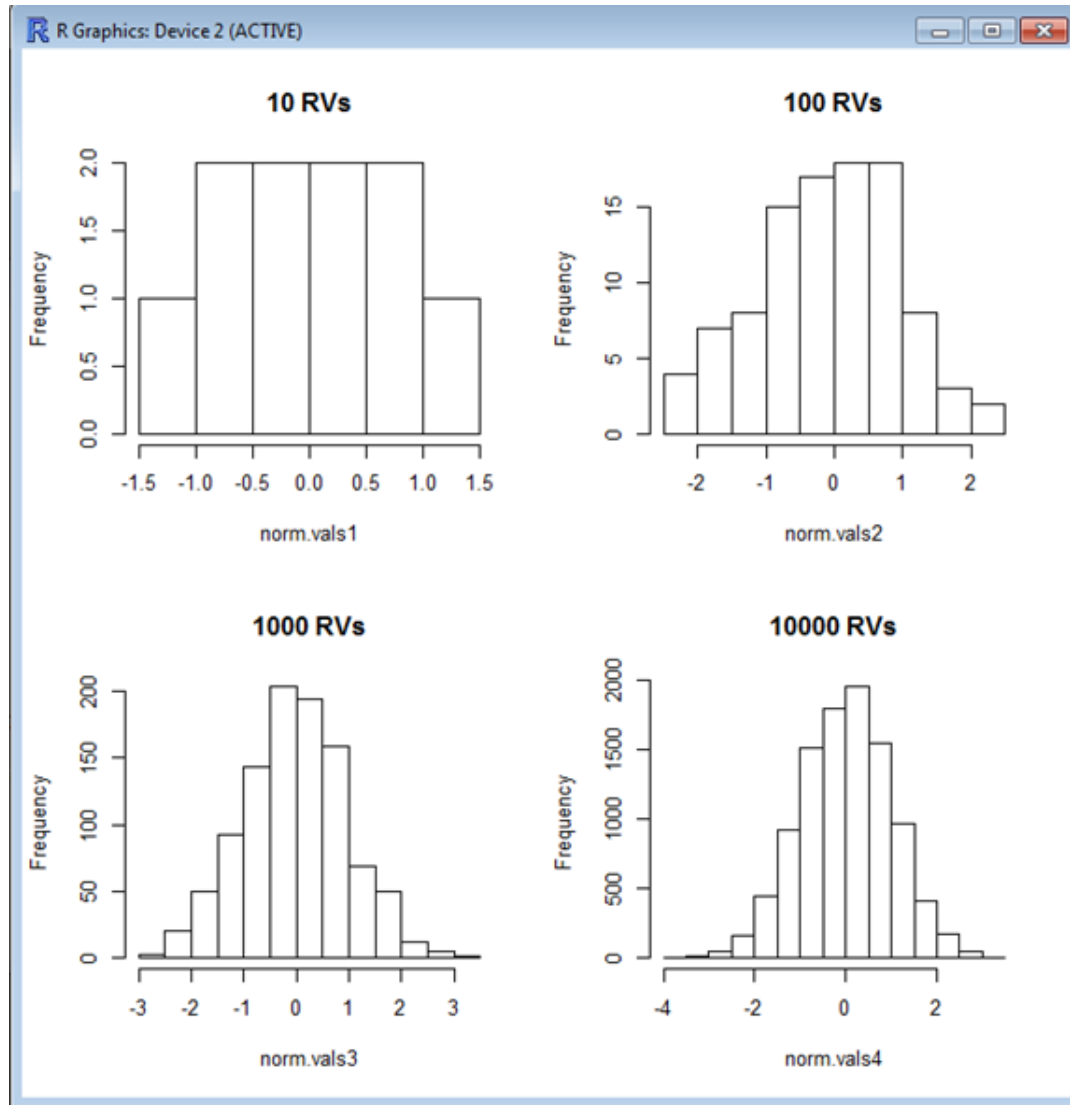 R Graphics: Device 2 (ACTIVE)
10 RVs
Frequency
0.0 0.5 1.0 1.5 2.0
-1.5 -1.0 -0.5 0.0 0.5 1.0 1.5
norm.vals1
100 RVs
Frequency
0 5 10 15
-2 -1 0 1 2
norm.vals2
1000 RVs
Frequency
0 50 100 150 200
-3 -2 -1 0 1 2 3
norm.vals3
10000 RVs
Frequency
0 500 1000 1500 2000
-4 -2 0 2
norm.vals4